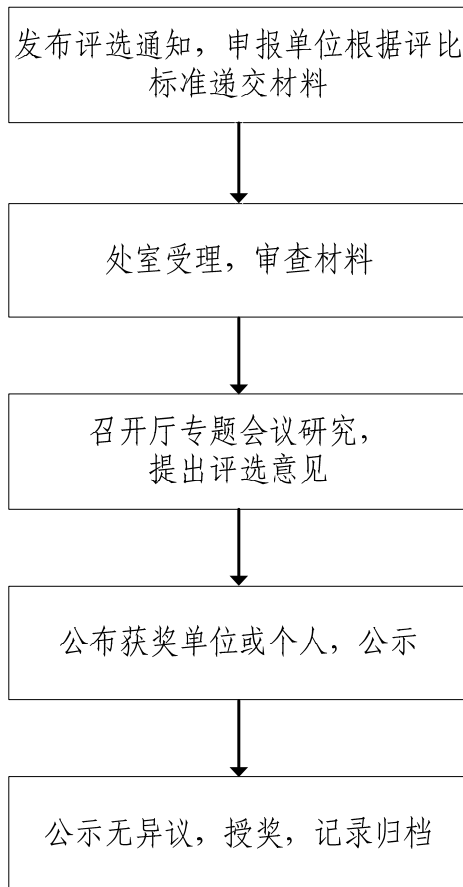 发布评选通知，申报单位根据评比
标准递交材料
处室受理，审查材料
召开厅专题会议研究，
提出评选意见
公布获奖单位或个人，公示
公示无异议，授奖，记录归档